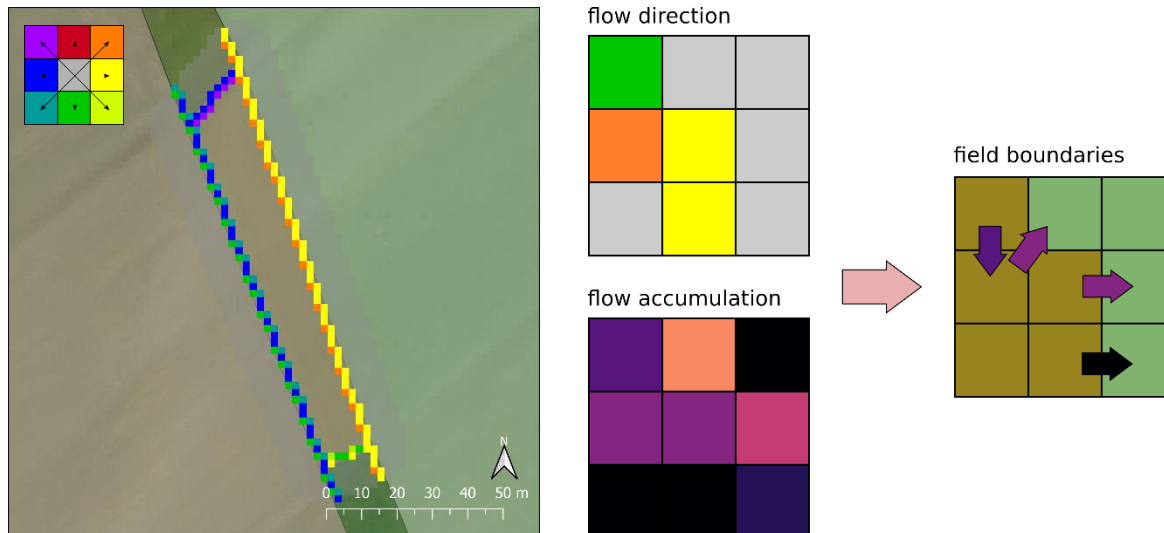 flow direction
field boundaries
flow accumulation
N
0 10 20 30 40 50 m